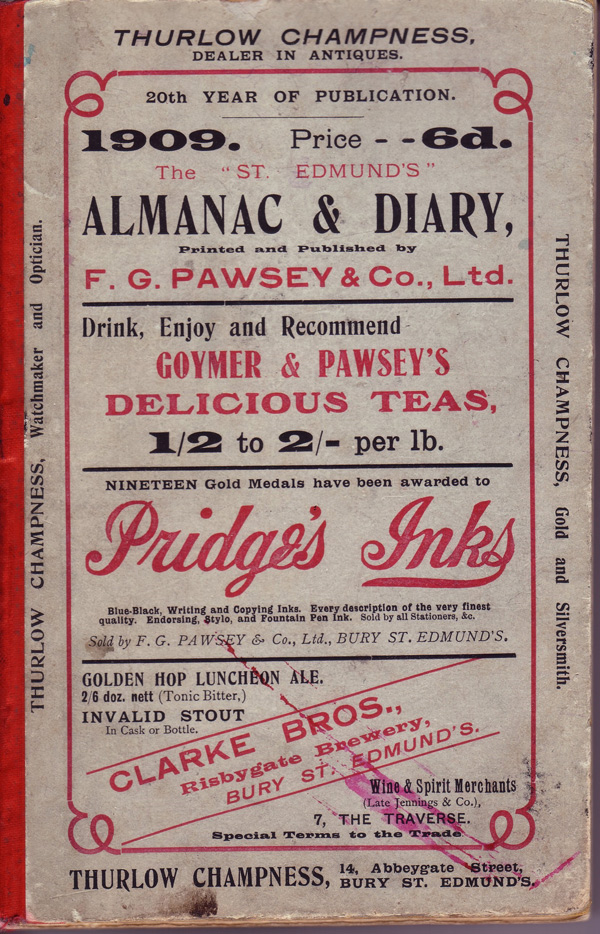 THURLOW CHAMPNESS,
DEALER IN ANTIQUES.
20th YEAR OF PUBLICATION.
1909. Price - - 6d.
The "ST. EDMUND'S"
ALMANAC & DIARY,
Printed and Published by
F. G. PAWSEY & Co., Ltd.
Drink, Enjoy and Recommend
GOYMER & PAWSEY'S
DELICIOUS TEAS,
1/2 to 2/- per lb.
NINETEEN Gold Medals have been awarded to
Pridge's Inks
Blue-Black, Writing and Copying Inks. Every description of the very finest
quality. Endorsing, Stylo, and Fountain Pen Ink. Sold by all Stationers, &c.
Sold by F. G. PAWSEY & Co., Ltd., BURY ST. EDMUND'S.
GOLDEN HOP LUNCHEON ALE.
2/6 doz. nett (Tonic Bitter,)
INVALID STOUT
In Cask or Bottle.
CLARKE BROS.,
Risbygate Brewery,
BURY ST. EDMUND'S.
Wine & Spirit Merchants
(Late Jennings & Co.),
7, THE TRAVERSE.
Special Terms to the Trade
THURLOW CHAMPNESS, 14, Abbeygate Street,
BURY ST. EDMUND'S.
THURLOW CHAMPNESS, Watchmaker and Optician.
THURLOW CHAMPNESS, Gold and Silversmith.